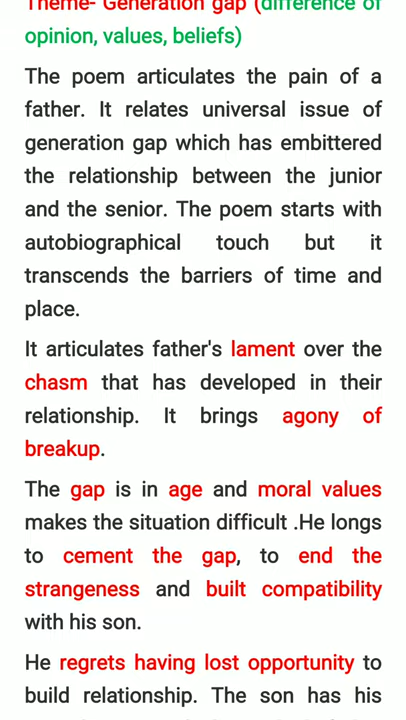 Theme- Generation gap (difference of
opinion, values, beliefs)
The poem articulates the pain of a
father. It relates universal issue of
generation gap which has embittered
the relationship between the junior
and the senior. The poem starts with
autobiographical touch but it
transcends the barriers of time and
place.
It articulates father's lament over the
chasm that has developed in their
relationship. It brings agony of
breakup.
The gap is in age and moral values
makes the situation difficult .He longs
to cement the gap, to end the
strangeness and built compatibility
with his son.
He regrets having lost opportunity to
build relationship. The son has his